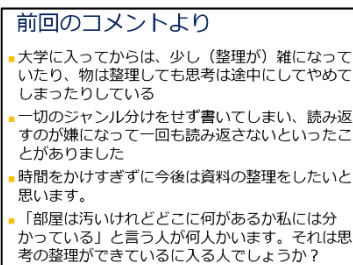 前回のコメントより
大学に入ってからは、少し（整理が）雑になって
いたり、物は整理しても思考は途中にしてやめて
しまったりしている
一切のジャンル分けをせず書いてしまい、読み返
すのが嫌になって一回も読み返さないといったこ
とがありました
時間をかけすぎずに今後は資料の整理をしたいと
思います。
「部屋は汚いけれどどこに何があるか私には分
かっている」と言う人が何人かいます。それは思
考の整理ができているに入る人でしょうか？